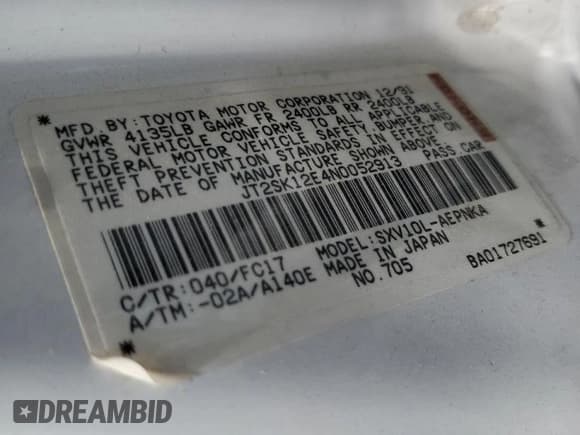 MFD.BY:TOYOTA MOTOR CORPORATION 12/91
GVWR 4135LB GAWR FR 2400LB RR 2400LB
THIS VEHICLE CONFORMS TO ALL APPLICABLE
FEDERAL MOTOR VEHICLE SAFETY,BUMPER,AND
THEFT PREVENTION STANDARDS IN EFFECT ON
THE DATE OF MANUFACTURE SHOWN ABOVE.
JT2SK12E4N0052913 PASS CAR
C/TR:040/FC17 MODEL:SXV10L-AEPNKA
A/TM:-02A/A140E MADE IN JAPAN
NO.705 BA01727691
DREAMBID